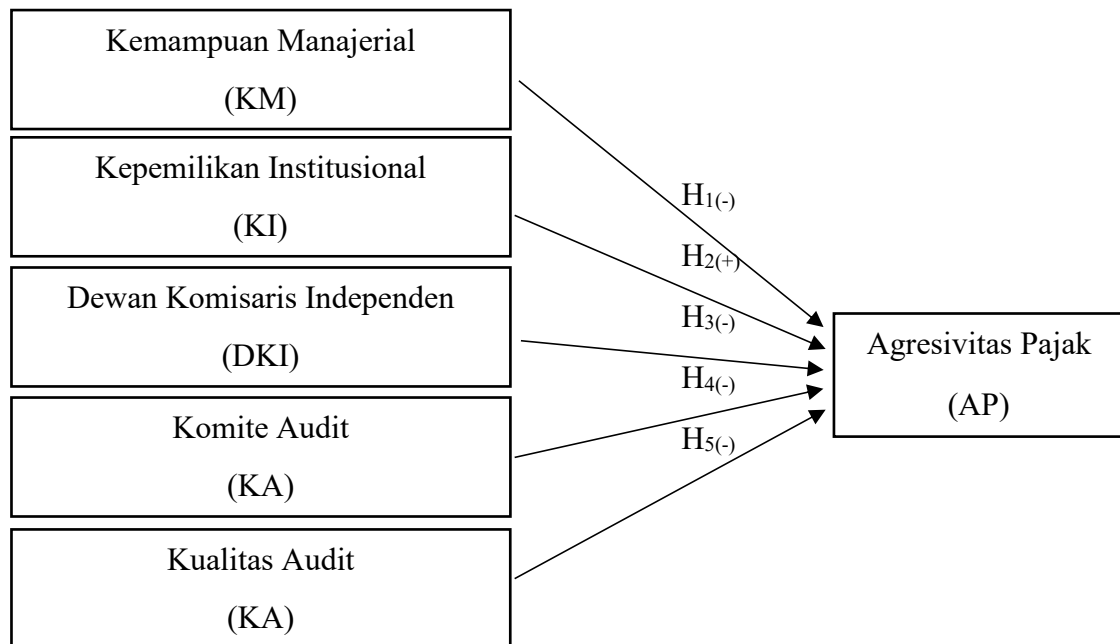 Kemampuan Manajerial
(KM)
Kepemilikan Institusional
(KI)
Dewan Komisaris Independen
(DKI)
Komite Audit
(KA)
Kualitas Audit
(KA)
H1(-)
H2(+)
H3(-)
H4(-)
H5(-)
Agresivitas Pajak
(AP)